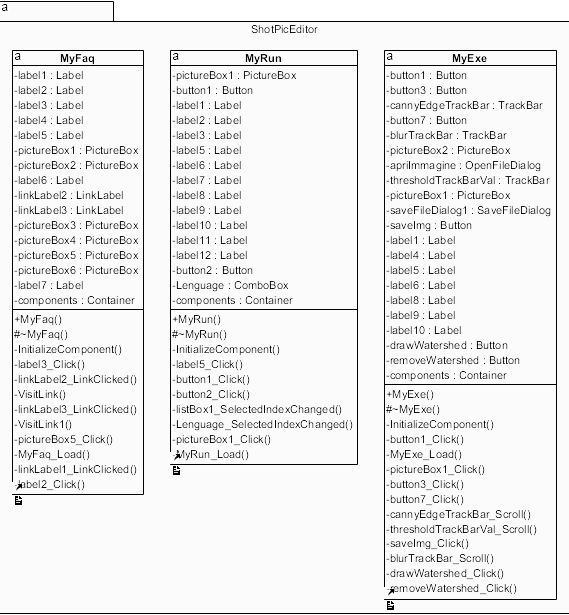 a
ShotPicEditor
a
MyFaq
-label1 : Label
-label2 : Label
-label3 : Label
-label4 : Label
-label5 : Label
-pictureBox1 : PictureBox
-pictureBox2 : PictureBox
-label6 : Label
-linkLabel2 : LinkLabel
-linkLabel3 : LinkLabel
-pictureBox3 : PictureBox
-pictureBox4 : PictureBox
-pictureBox5 : PictureBox
-pictureBox6 : PictureBox
-label7 : Label
-components : Container
+MyFaq()
#~MyFaq()
-InitializeComponent()
-label3_Click()
-linkLabel2_LinkClicked()
-VisitLink()
-linkLabel3_LinkClicked()
-VisitLink1()
-pictureBox5_Click()
-MyFaq_Load()
-linkLabel1_LinkClicked()
-label2_Click()
a
MyRun
-pictureBox1 : PictureBox
-button1 : Button
-label1 : Label
-label2 : Label
-label3 : Label
-label5 : Label
-label6 : Label
-label7 : Label
-label8 : Label
-label9 : Label
-label10 : Label
-label11 : Label
-label12 : Label
-button2 : Button
-Lenguage : ComboBox
-components : Container
+MyRun()
#~MyRun()
-InitializeComponent()
-label5_Click()
-button1_Click()
-button2_Click()
-listBox1_SelectedIndexChanged()
-Lenguage_SelectedIndexChanged()
-pictureBox1_Click()
-MyRun_Load()
a
MyExe
-button1 : Button
-button3 : Button
-cannyEdgeTrackBar : TrackBar
-button7 : Button
-blurTrackBar : TrackBar
-pictureBox2 : PictureBox
-apriImmagine : OpenFileDialog
-thresholdTrackBarVal : TrackBar
-pictureBox1 : PictureBox
-saveFileDialog1 : SaveFileDialog
-saveImg : Button
-label1 : Label
-label4 : Label
-label5 : Label
-label6 : Label
-label8 : Label
-label9 : Label
-label10 : Label
-drawWatershed : Button
-removeWatershed : Button
-components : Container
+MyExe()
#~MyExe()
-InitializeComponent()
-button1_Click()
-MyExe_Load()
-pictureBox1_Click()
-button3_Click()
-button7_Click()
-cannyEdgeTrackBar_Scroll()
-thresholdTrackBarVal_Scroll()
-saveImg_Click()
-blurTrackBar_Scroll()
-drawWatershed_Click()
-removeWatershed_Click()